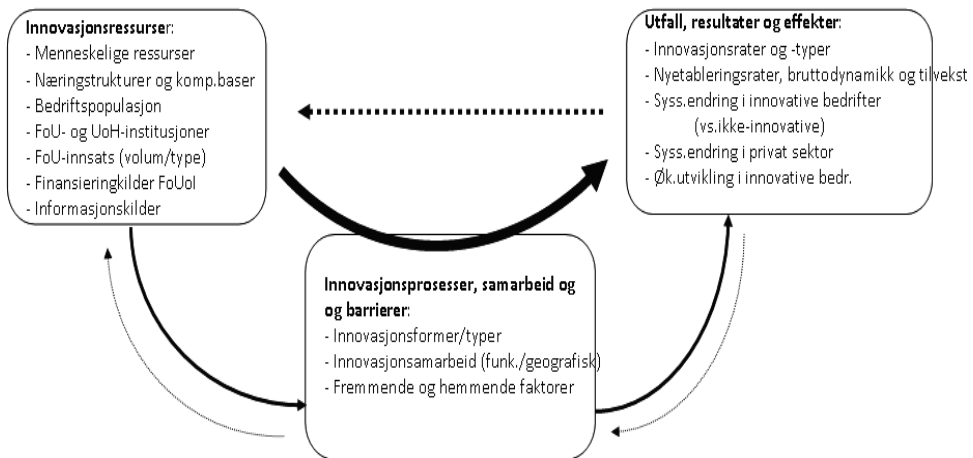 Innovasjonsressurser:
- Menneskelige ressurser
- Næringstrukturer og komp.baser
- Bedriftspopulasjon
- FoU- og UoH-institusjoner
- FoU-innsats (volum/type)
- Finansieringkilder FoUoI
- Informasjonskilder
Utfall, resultater og effekter:
- Innovasjonsrater og -typer
- Nyetableringsrater, bruttodynamikk og tilvekst
- Syss.endring i innovative bedrifter
(vs.ikke-innovative)
- Syss.endring i privat sektor
- Øk.utvikling i innovative bedr.
Innovasjonsprosesser, samarbeid og
og barrierer:
- Innovasjonsformer/typer
- Innovasjonsamarbeid (funk./geografisk)
- Fremmende og hemmende faktorer